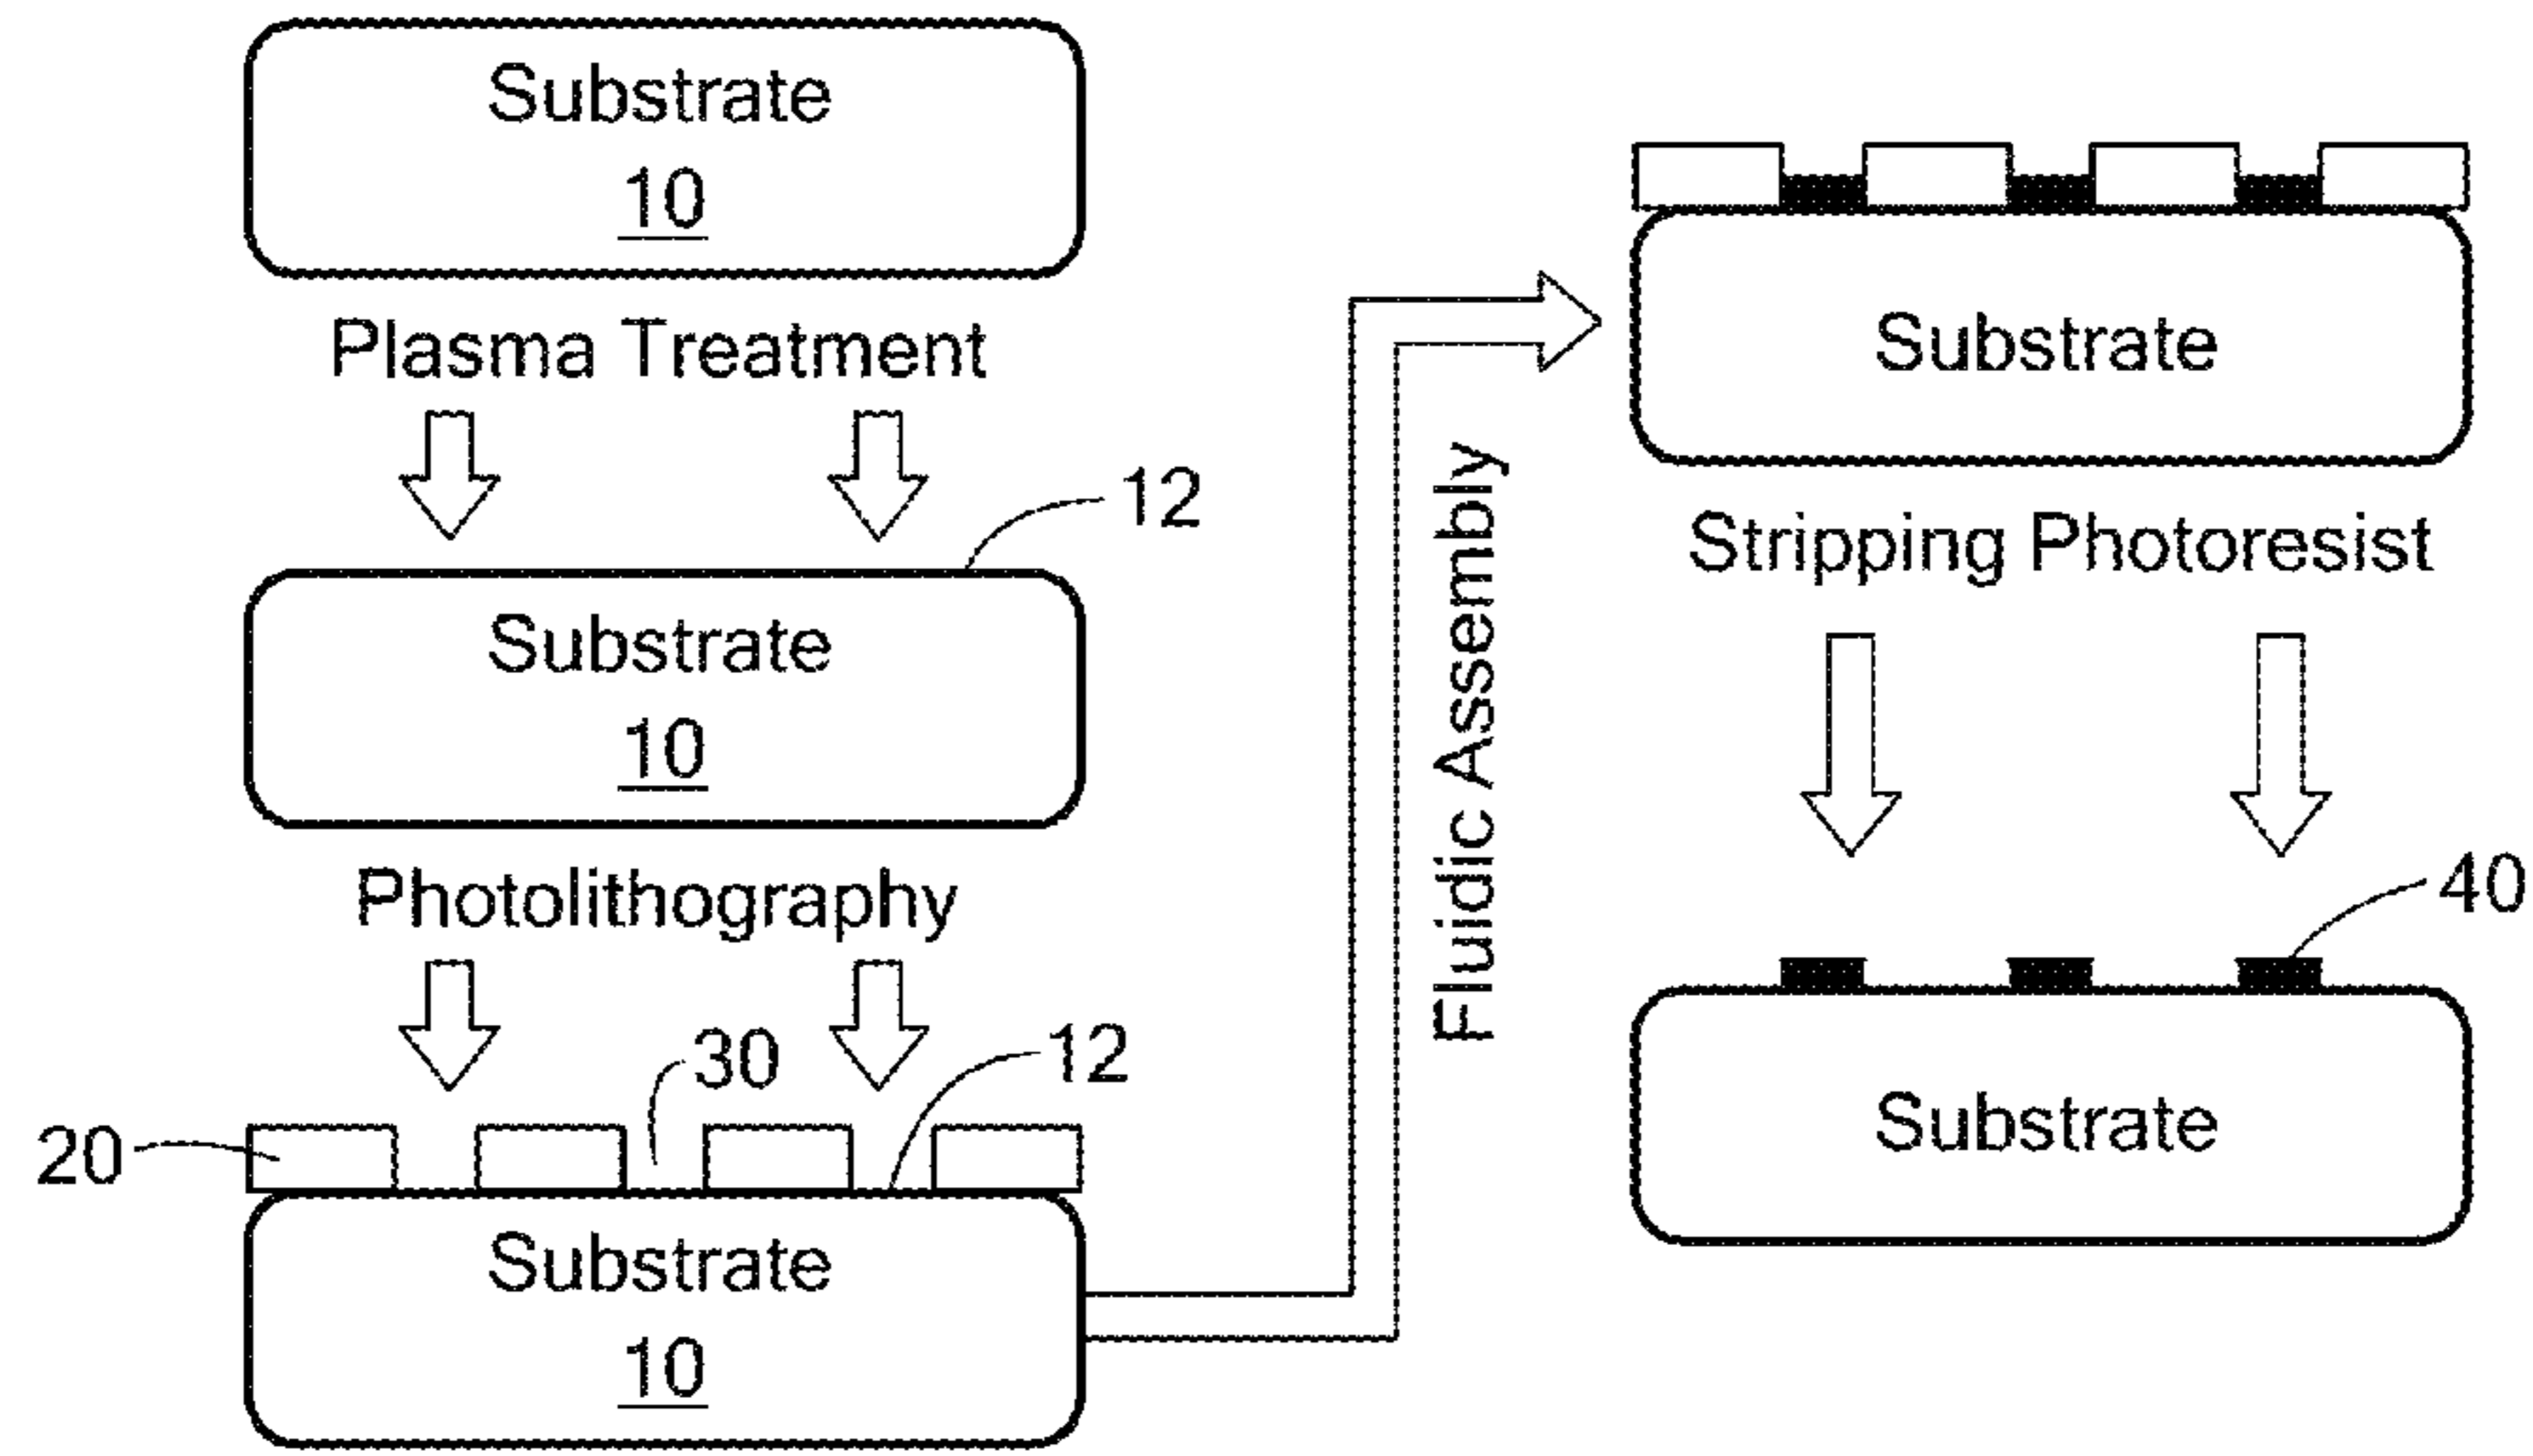 Substrate
10
Plasma Treatment
12
Substrate
10
Photolithography
30
12
20
Substrate
10
Fluidic Assembly
Substrate
Stripping Photoresist
40
Substrate